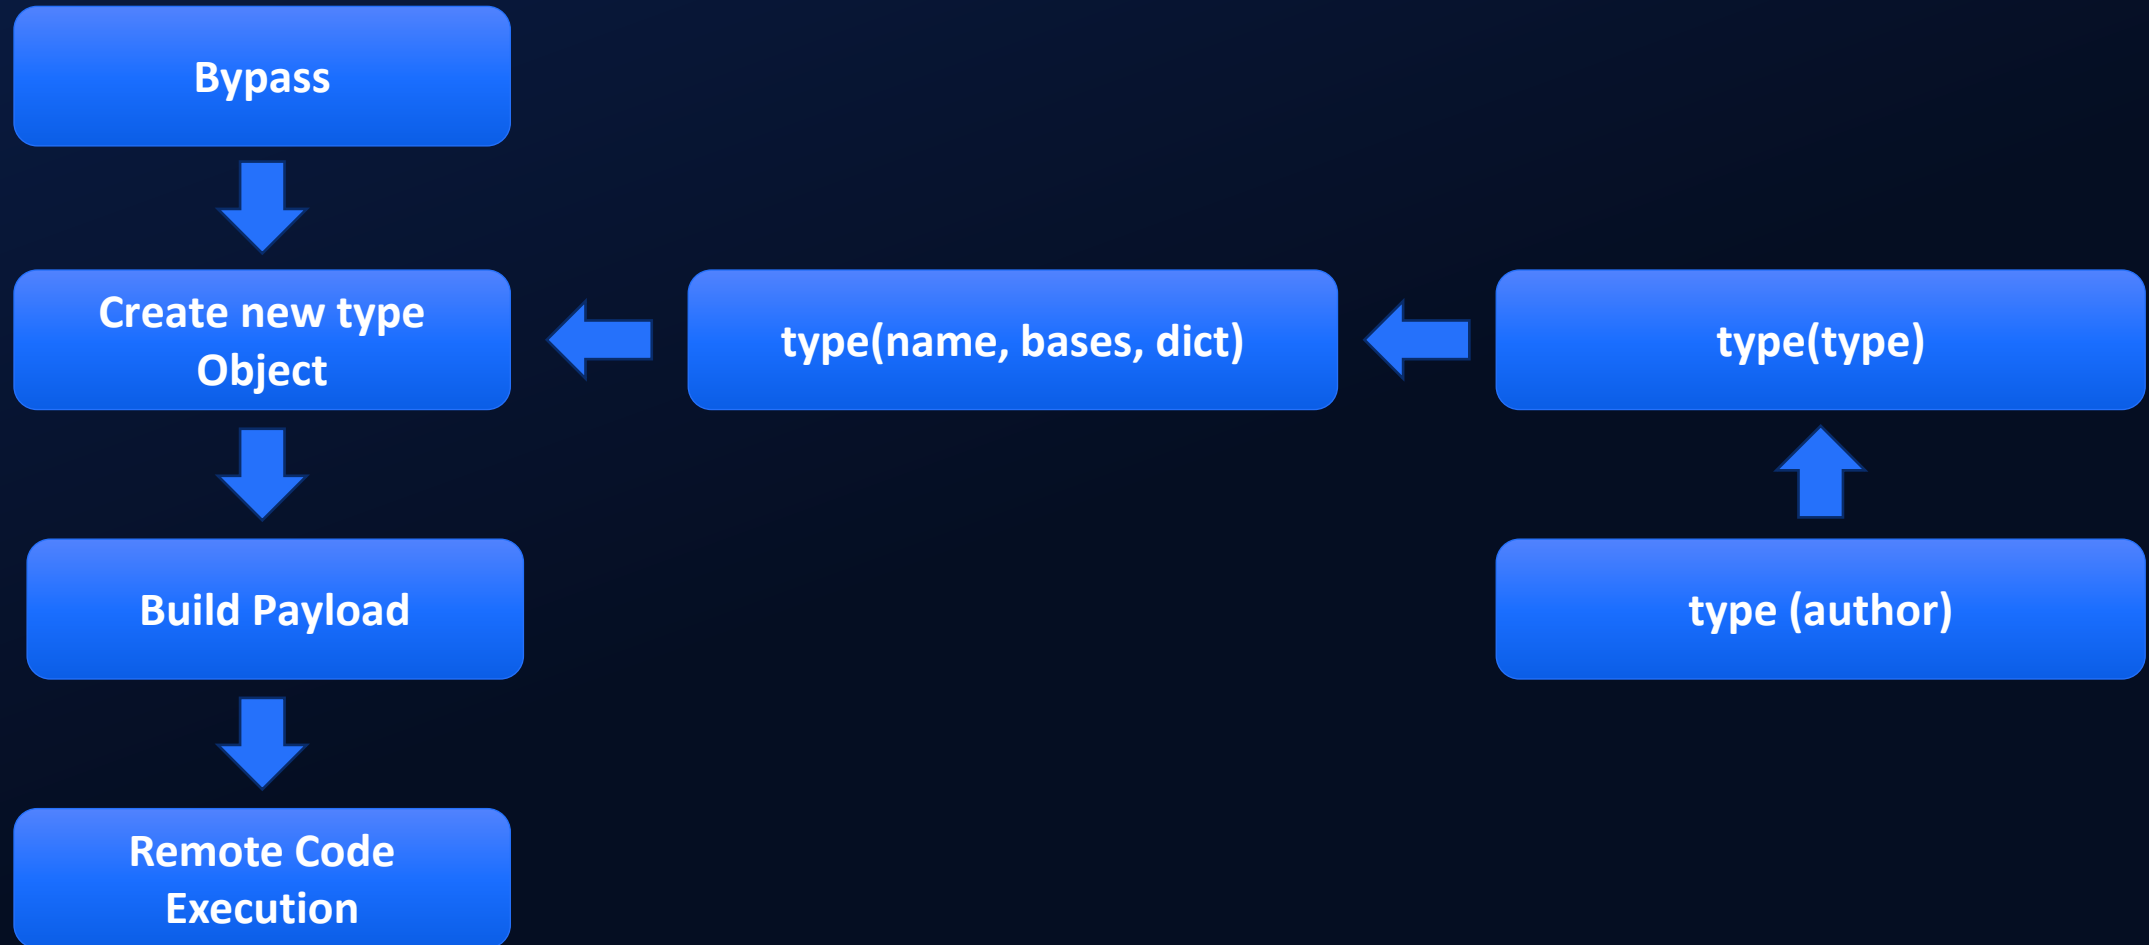 Bypass
Create new type
Object
type(name, bases, dict)
type(type)
Build Payload
type (author)
Remote Code
Execution